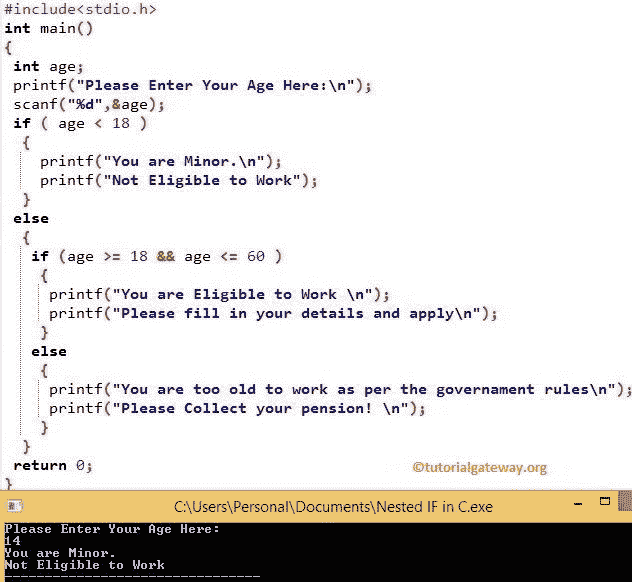 #include<stdio.h>
int main()
{
int age;
printf("Please Enter Your Age Here:\n");
scanf("%d",&age);
if ( age < 18 )
{
printf("You are Minor.\n");
printf("Not Eligible to Work");
}
else
{
if (age >= 18 && age <= 60 )
{
printf("You are Eligible to Work \n");
printf("Please fill in your details and apply\n");
}
else
{
printf("You are too old to work as per the governament rules\n");
printf("Please Collect your pension! \n");
}
}
return 0;
}
©tutorialgateway.org
C:\Users\Personal\Documents\Nested IF in C.exe
Please Enter Your Age Here:
14
You are Minor.
Not Eligible to Work
--------------------------------